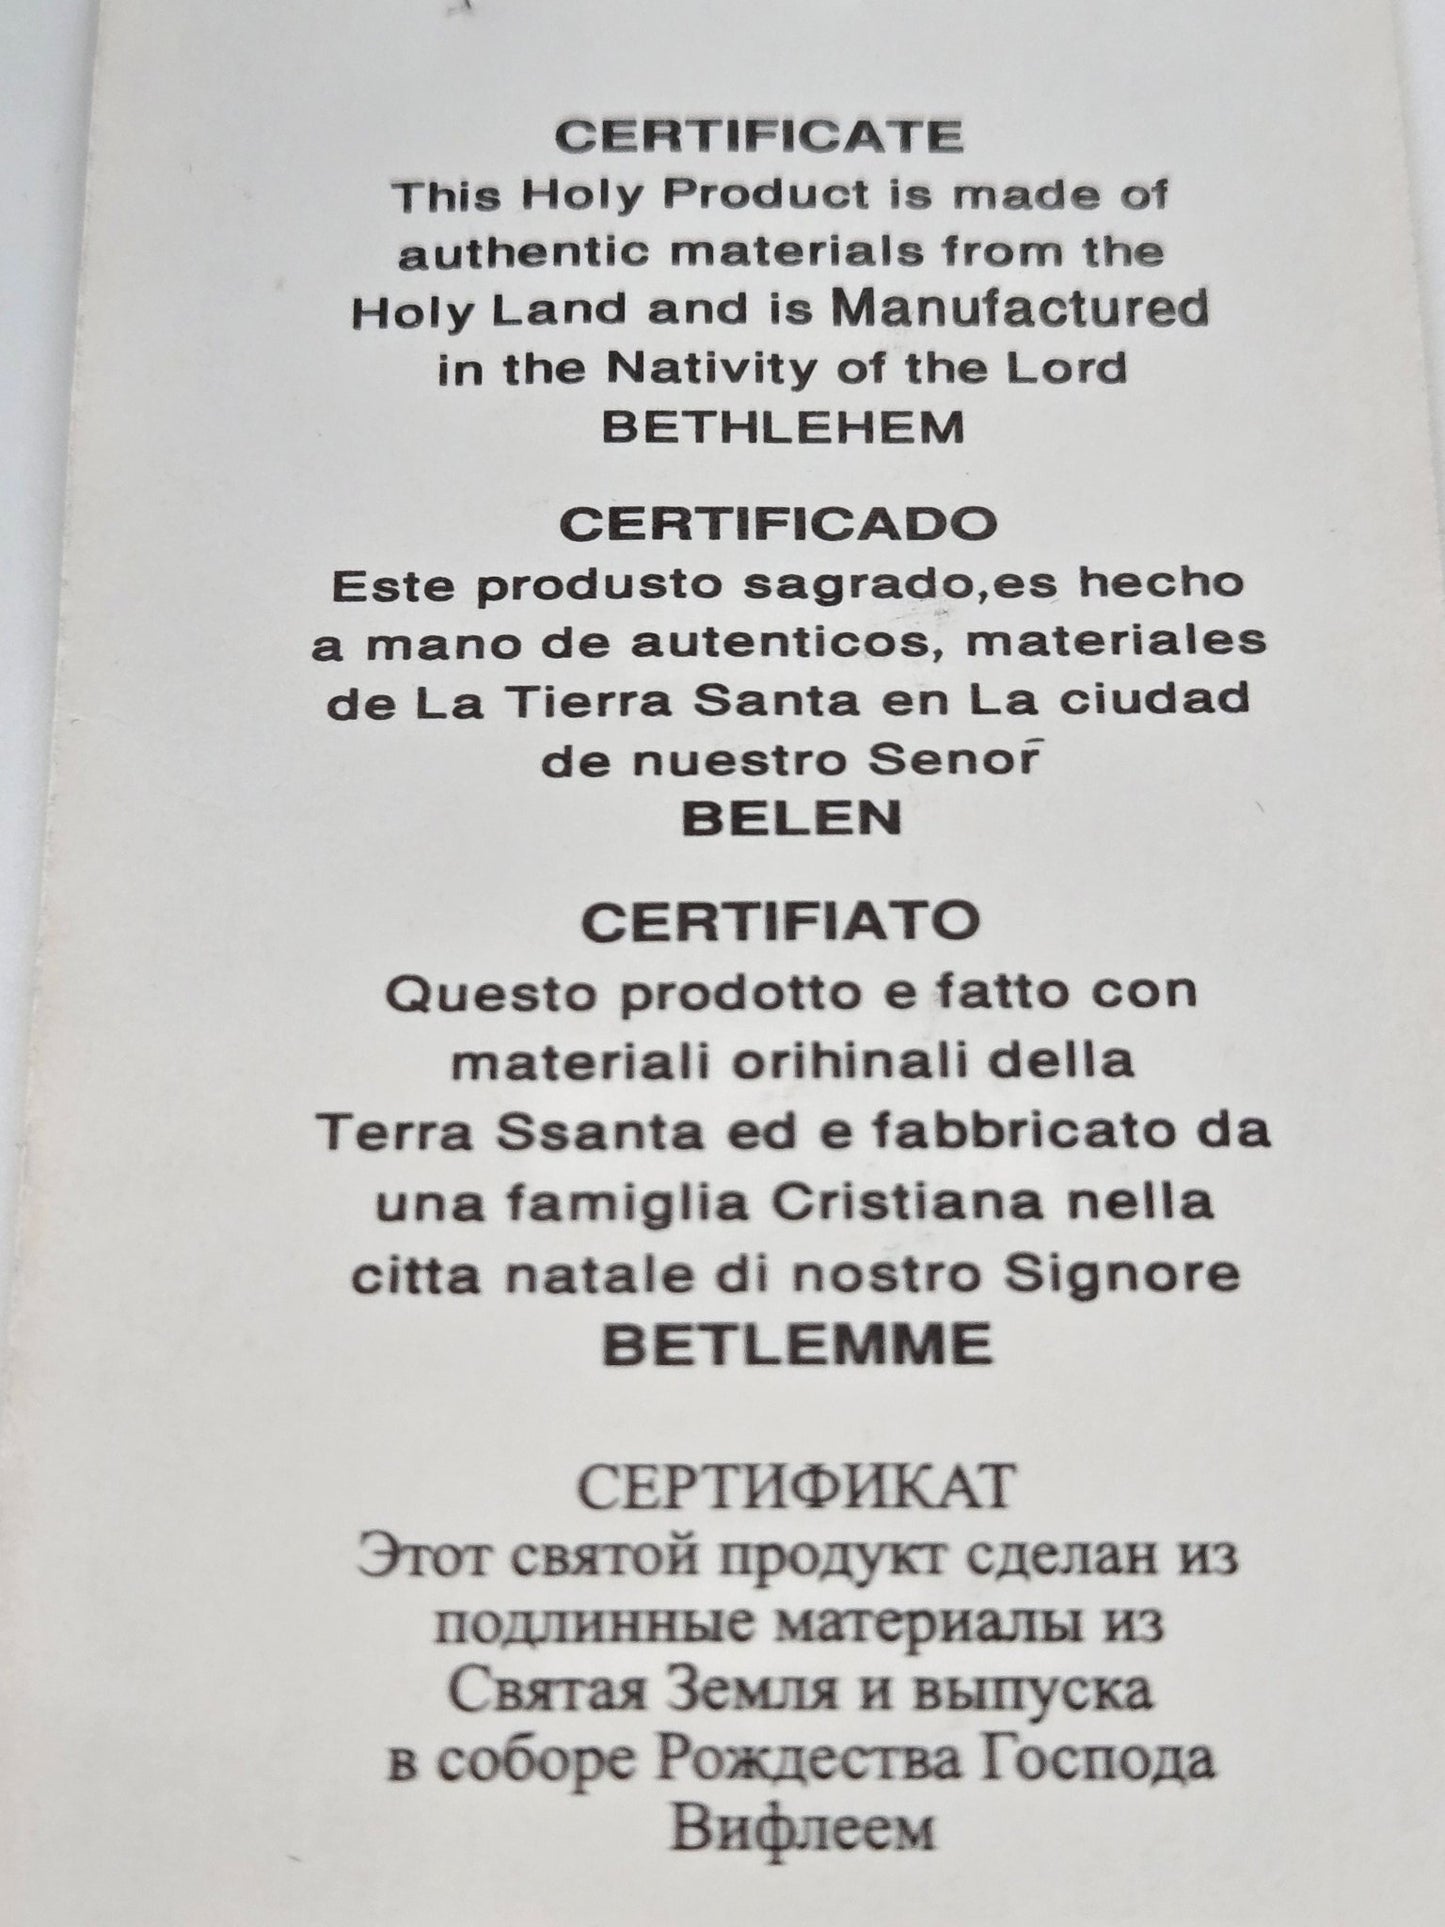 CERTIFICATE
This Holy Product is made of
authentic materials from the
Holy Land and is Manufactured
in the Nativity of the Lord
BETHLEHEM
CERTIFICADO
Este produsto sagrado,es hecho
a mano de autenticos, materiales
de La Tierra Santa en La ciudad
de nuestro Senor̄
BELEN
CERTIFIATO
Questo prodotto e fatto con
materiali orihinali della
Terra Ssanta ed e fabbricato da
una famiglia Cristiana nella
citta natale di nostro Signore
BETLEMME
СЕРТИФИКАТ
Этот святой продукт сделан из
подлинные материалы из
Святая Земля и выпуска
в соборе Рождества Господа
Вифлеем